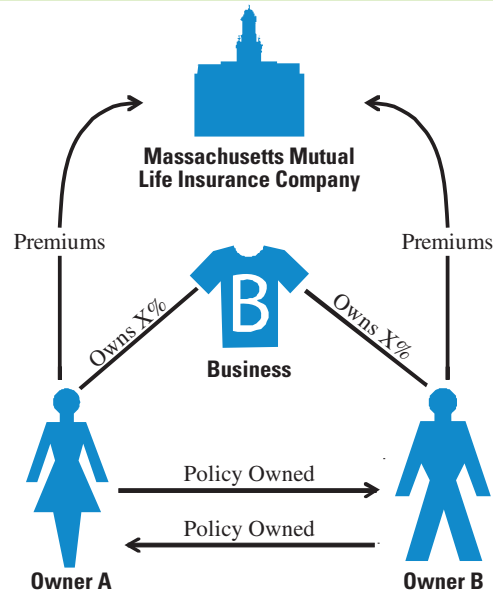 Massachusetts Mutual
Life Insurance Company
Premiums
Premiums
Owns X%
B
Owns X%
Business
Policy Owned
Policy Owned
Owner A
Owner B